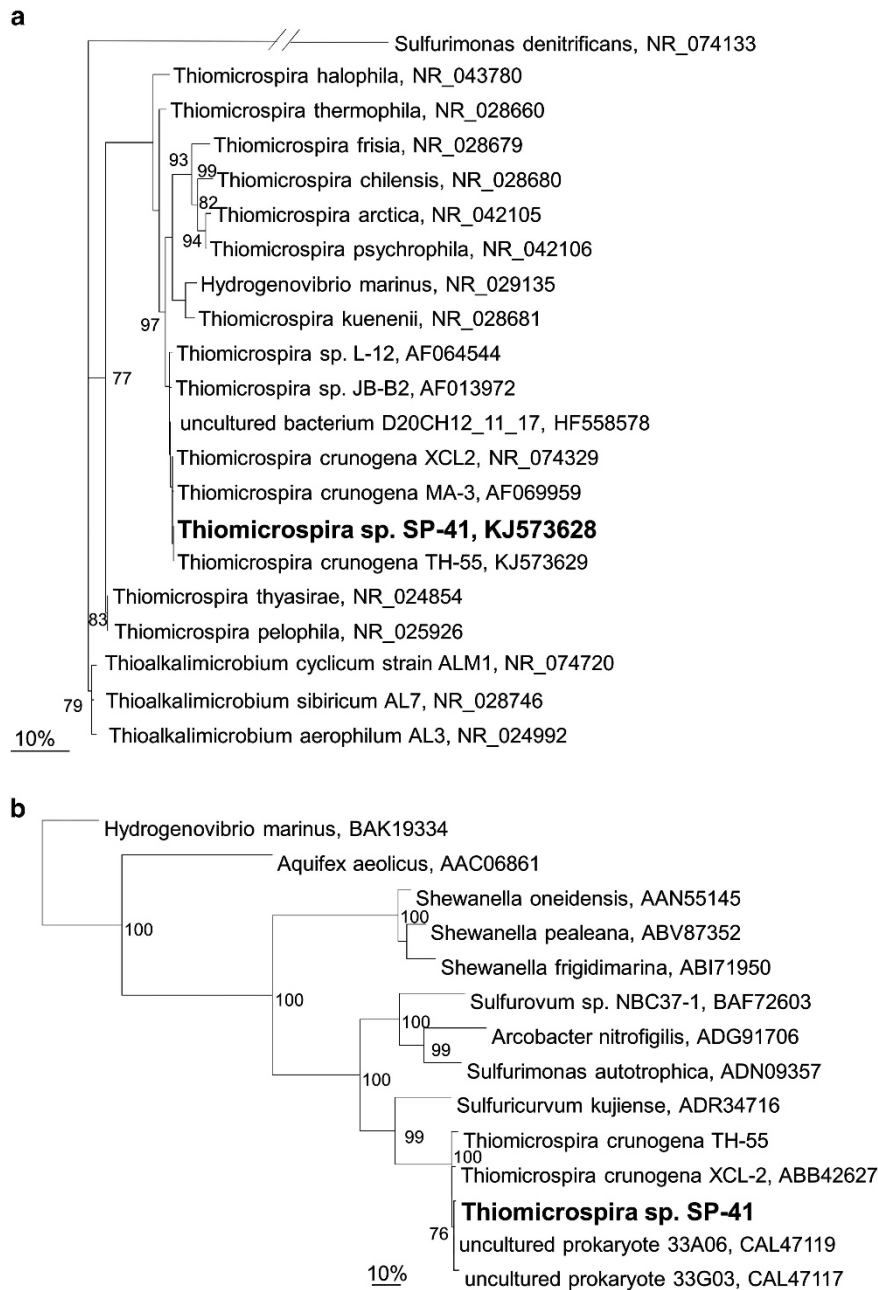 a
Sulfurimonas denitrificans, NR_074133
Thiomicrospira halophila, NR_043780
Thiomicrospira thermophila, NR_028660
Thiomicrospira frisia, NR_028679
93
99
Thiomicrospira chilensis, NR_028680
82
Thiomicrospira arctica, NR_042105
94
Thiomicrospira psychrophila, NR_042106
Hydrogenovibrio marinus, NR_029135
97
Thiomicrospira kuenenii, NR_028681
Thiomicrospira sp. L-12, AF064544
77
Thiomicrospira sp. JB-B2, AF013972
uncultured bacterium D20CH12_11_17, HF558578
Thiomicrospira crunogena XCL2, NR_074329
Thiomicrospira crunogena MA-3, AF069959
Thiomicrospira sp. SP-41, KJ573628
Thiomicrospira crunogena TH-55, KJ573629
Thiomicrospira thyasirae, NR_024854
83
Thiomicrospira pelophila, NR_025926
Thioalkalimicrobium cyclicum strain ALM1, NR_074720
79
Thioalkalimicrobium sibiricum AL7, NR_028746
Thioalkalimicrobium aerophilum AL3, NR_024992
10%
b
Hydrogenovibrio marinus, BAK19334
Aquifex aeolicus, AAC06861
100
Shewanella oneidensis, AAN55145
100
Shewanella pealeana, ABV87352
Shewanella frigidimarina, ABI71950
100
Sulfurovum sp. NBC37-1, BAF72603
100
Arcobacter nitrofigilis, ADG91706
99
Sulfurimonas autotrophica, ADN09357
100
Sulfuricurvum kujiense, ADR34716
99
Thiomicrospira crunogena TH-55
100
Thiomicrospira crunogena XCL-2, ABB42627
Thiomicrospira sp. SP-41
76
uncultured prokaryote 33A06, CAL47119
uncultured prokaryote 33G03, CAL47117
10%